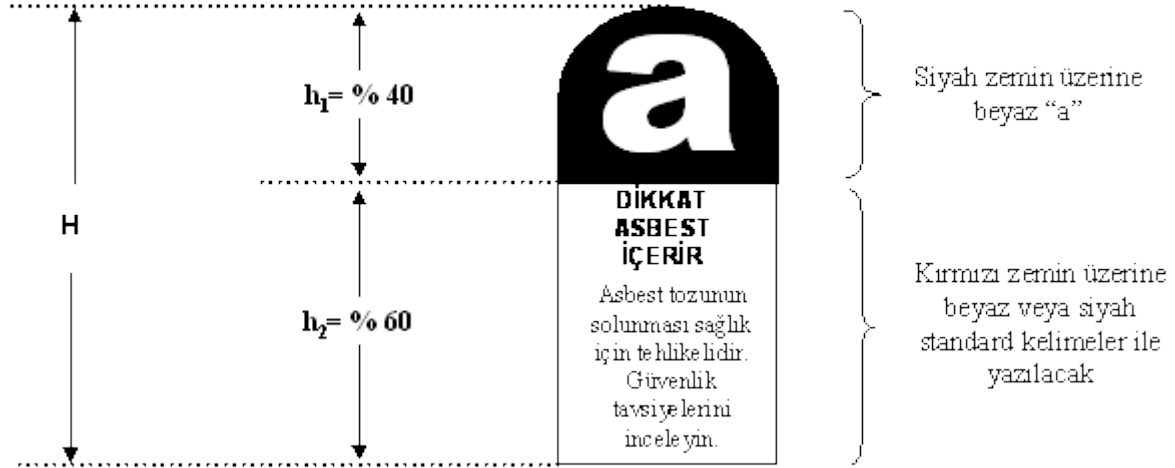 H
h₁= % 40
h₂= % 60
a
DİKKAT
ASBEST
İÇERİR
Asbest tozunun
solunması sağlık
için tehlikelidir.
Güvenlik
tavsiyelerini
inceleyin.
Siyah zemin üzerine
beyaz “a”
Kırmızı zemin üzerine
beyaz veya siyah
standard kelimeler ile
yazılacak